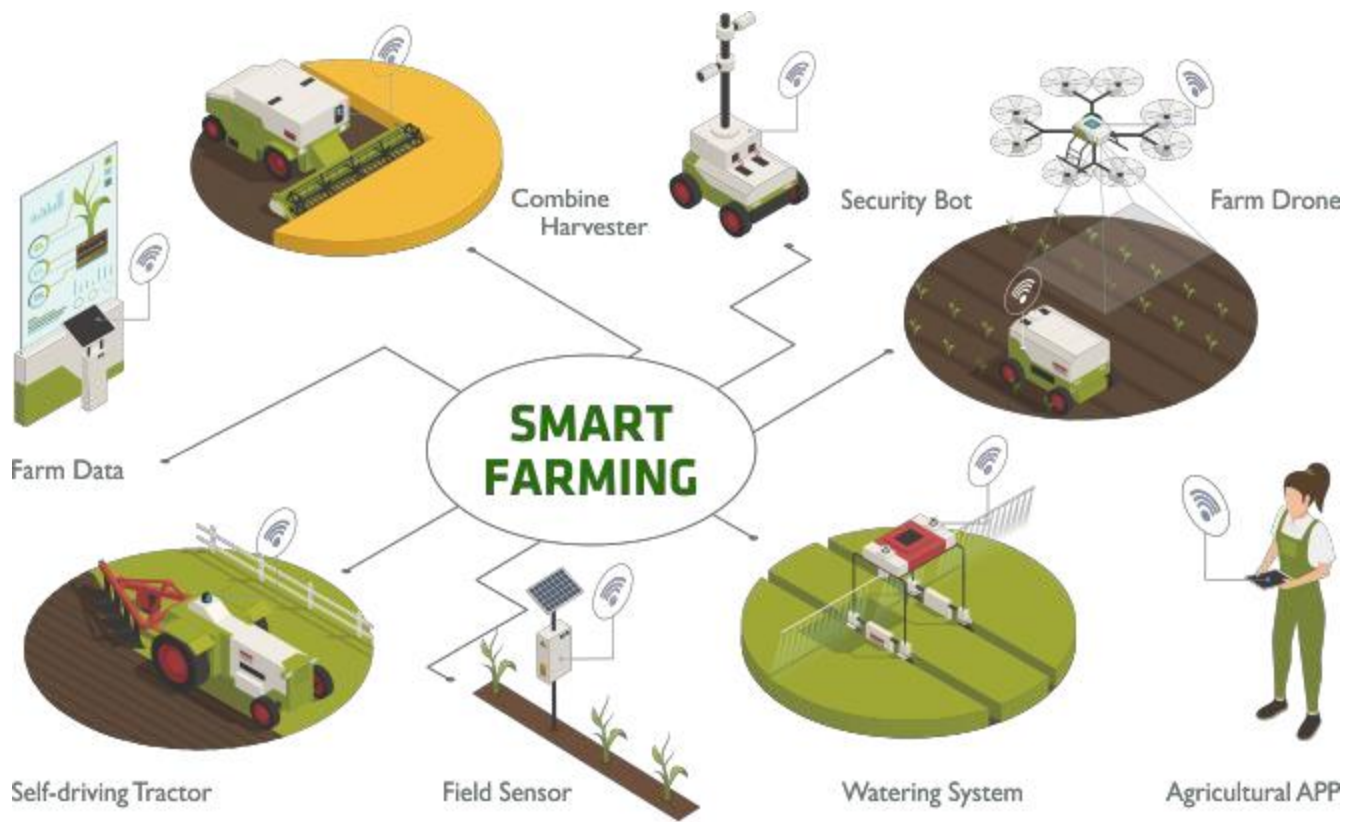 Combine
Harvester
Security Bot
Farm Drone
Farm Data
SMART
FARMING
Self-driving Tractor
Field Sensor
Watering System
Agricultural APP